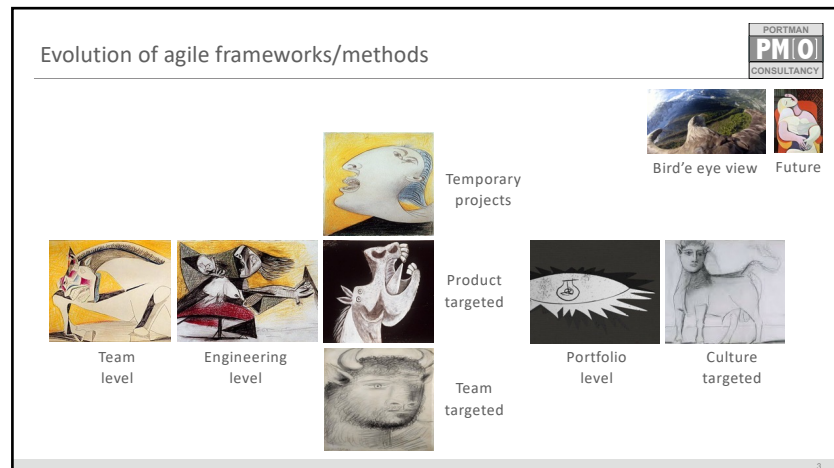 Evolution of agile frameworks/methods
PORTMAN
PM[O]
CONSULTANCY
Bird'e eye view
Future
Temporary
projects
Product
targeted
Team
level
Engineering
level
Team
targeted
Portfolio
level
Culture
targeted
3